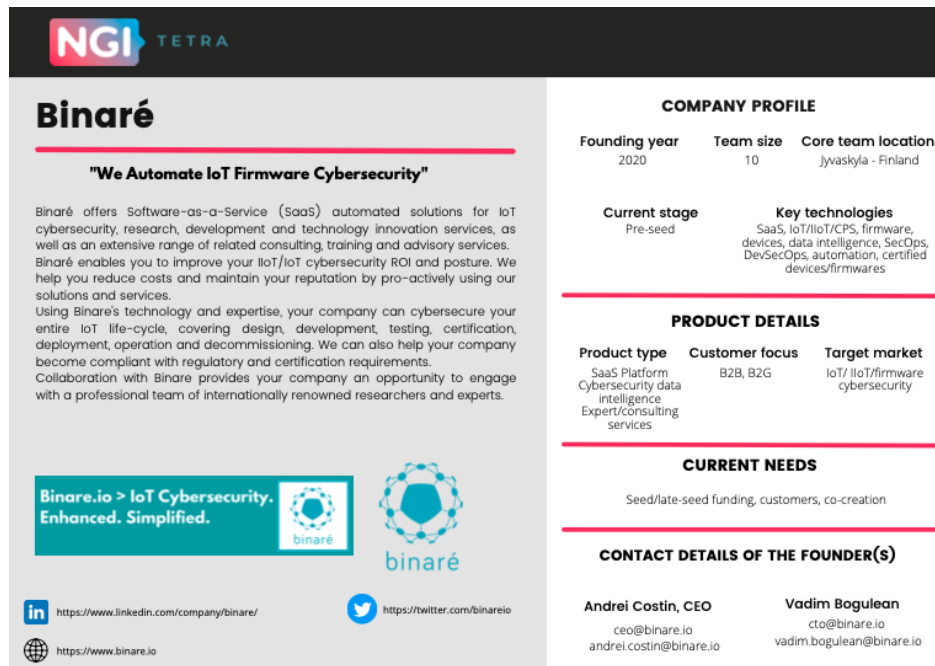 NGI TETRA
Binaré
"We Automate IoT Firmware Cybersecurity"
Binaré offers Software-as-a-Service (SaaS) automated solutions for IoT
cybersecurity, research, development and technology innovation services, as
well as an extensive range of related consulting, training and advisory services.
Binaré enables you to improve your IIoT/IoT cybersecurity ROI and posture. We
help you reduce costs and maintain your reputation by pro-actively using our
solutions and services.
Using Binare's technology and expertise, your company can cybersecure your
entire IoT life-cycle, covering design, development, testing, certification,
deployment, operation and decommissioning. We can also help your company
become compliant with regulatory and certification requirements.
Collaboration with Binare provides your company an opportunity to engage
with a professional team of internationally renowned researchers and experts.
Binare.io > IoT Cybersecurity.
Enhanced. Simplified.
binaré
binaré
in https://www.linkedin.com/company/binare/
https://twitter.com/binareio
https://www.binare.io
COMPANY PROFILE
Founding year
2020
Team size
10
Core team location
Jyvaskyla - Finland
Current stage
Pre-seed
Key technologies
SaaS, IoT/IIoT/CPS, firmware,
devices, data intelligence, SecOps,
DevSecOps, automation, certified
devices/firmwares
PRODUCT DETAILS
Product type
SaaS Platform
Cybersecurity data
intelligence
Expert/consulting
services
Customer focus
B2B, B2G
Target market
IoT/ IIoT/firmware
cybersecurity
CURRENT NEEDS
Seed/late-seed funding, customers, co-creation
CONTACT DETAILS OF THE FOUNDER(S)
Andrei Costin, CEO
ceo@binare.io
andrei.costin@binare.io
Vadim Bogulean
cto@binare.io
vadim.bogulean@binare.io